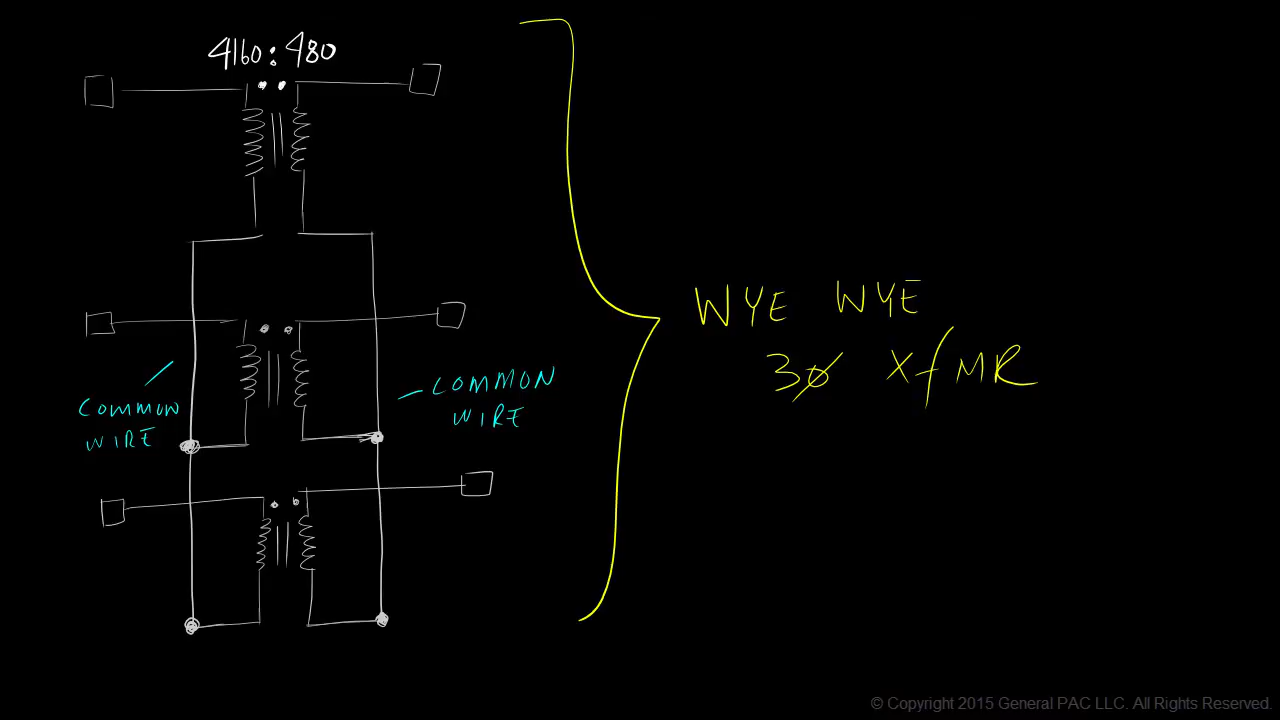 4160:480
WYE WYE
3ø XfMR
COMMON
WIRE
COMMON
WIRE
© Copyright 2015 General PAC LLC. All Rights Reserved.